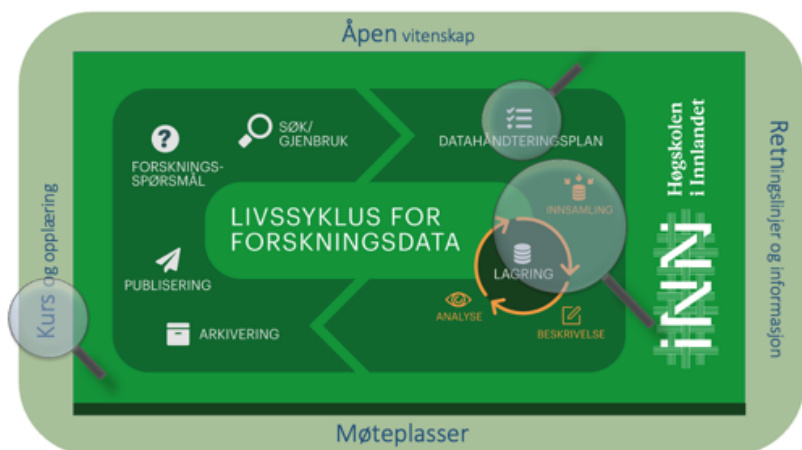 Åpen vitenskap
SØK/
GJENBRUK
FORSKNINGS-
SPØRSMÅL
DATAHÅNDTERINGSPLAN
INNSAMLING
LIVSSYKLUS FOR
FORSKNINGSDATA
LAGRING
PUBLISERING
ANALYSE
BESKRIVELSE
ARKIVERING
Høgskolen
i Innlandet
iNNj
Kurs og opplæring
Retningslinjer og informasjon
Møteplasser